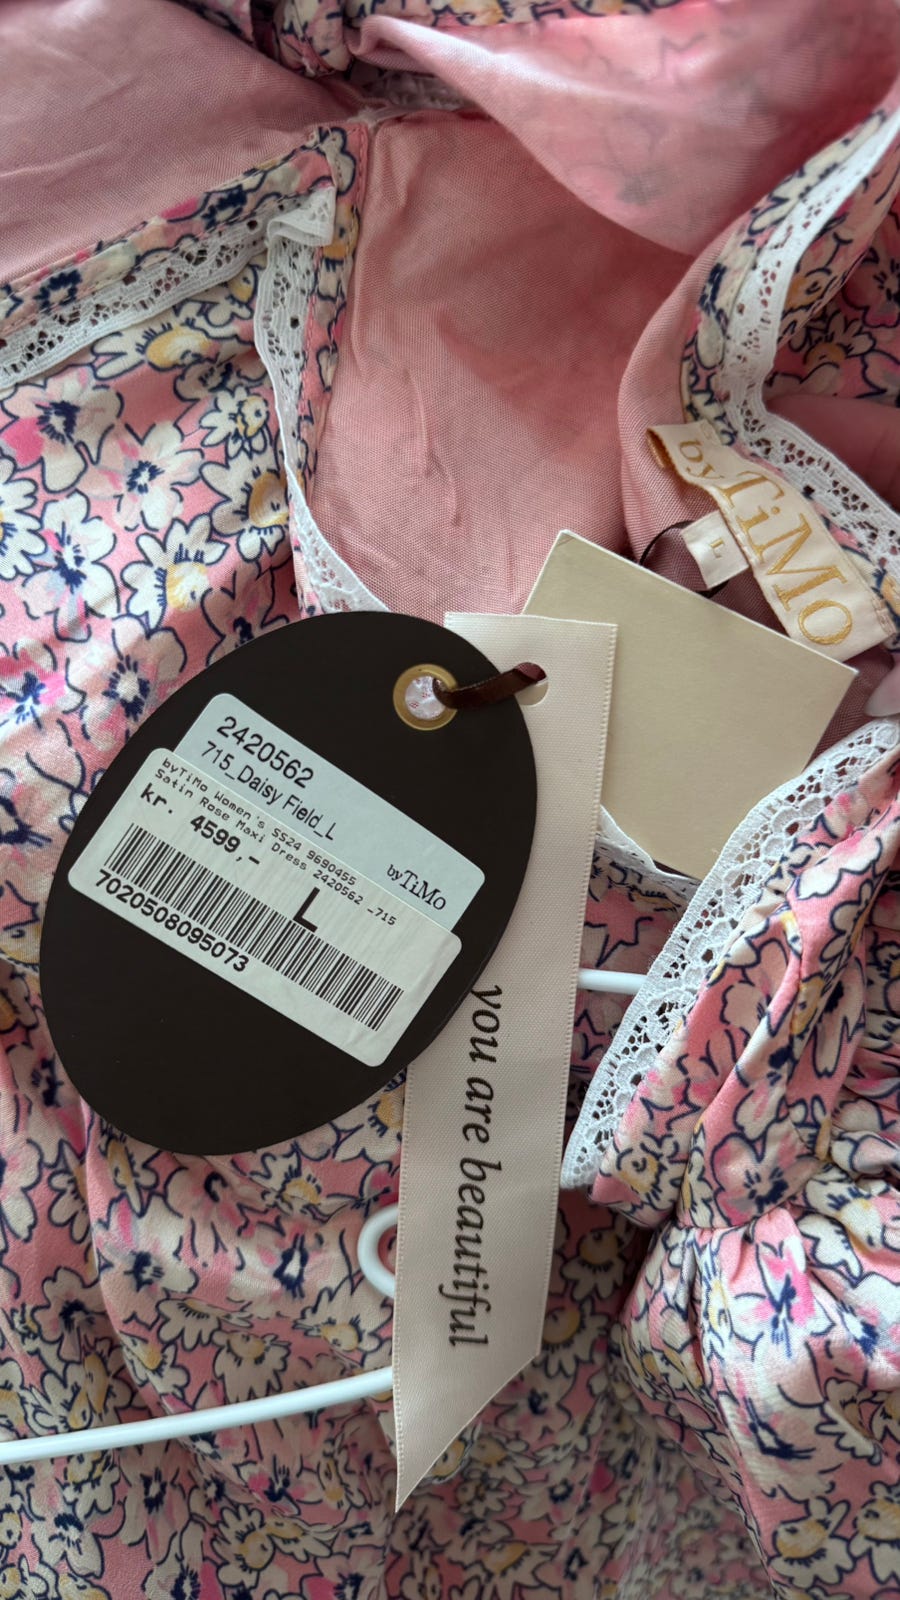 byTiMo
L
2420562
715_Daisy Field_L
byTiMo
byTiMo Women's SS24 9690455
Satin Rose Maxi Dress 2420562 _715
kr. 4599,-
L
7020508095073
you are beautiful